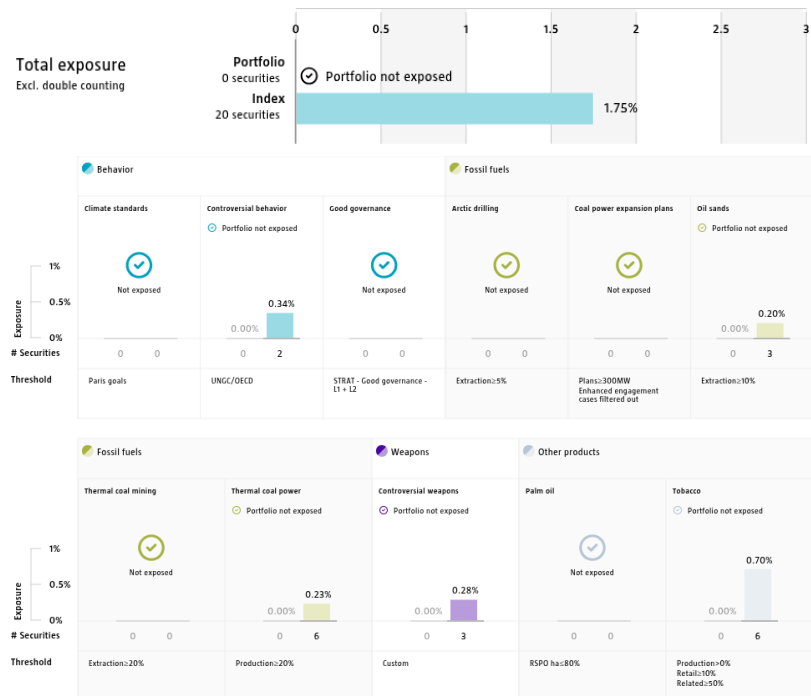 0 0.5 1 1.5 2 2.5 3
Total exposure
Excl. double counting
Portfolio
0 securities
Portfolio not exposed
Index
20 securities
1.75%
Behavior
Fossil fuels
Climate standards
Controversial behavior
Good governance
Arctic drilling
Coal power expansion plans
Oil sands
Portfolio not exposed
Portfolio not exposed
Exposure
1%
0.5%
0%
Not exposed
0.00%
0.34%
Not exposed
Not exposed
Not exposed
0.00%
0.20%
# Securities
0 0
0 2
0 0
0 0
0 0
0 3
Threshold
Paris goals
UNGC/OECD
STRAT - Good governance -
L1 + L2
Extraction≥5%
Plans≥300MW
Enhanced engagement
cases filtered out
Extraction≥10%
Fossil fuels
Weapons
Other products
Thermal coal mining
Thermal coal power
Controversial weapons
Palm oil
Tobacco
Portfolio not exposed
Portfolio not exposed
Portfolio not exposed
Exposure
1%
0.5%
0%
Not exposed
0.00%
0.23%
0.00%
0.28%
Not exposed
0.00%
0.70%
# Securities
0 0
0 6
0 3
0 0
0 6
Threshold
Extraction≥20%
Production≥20%
Custom
RSPO ha≤80%
Production>0%
Retail≥10%
Related≥50%